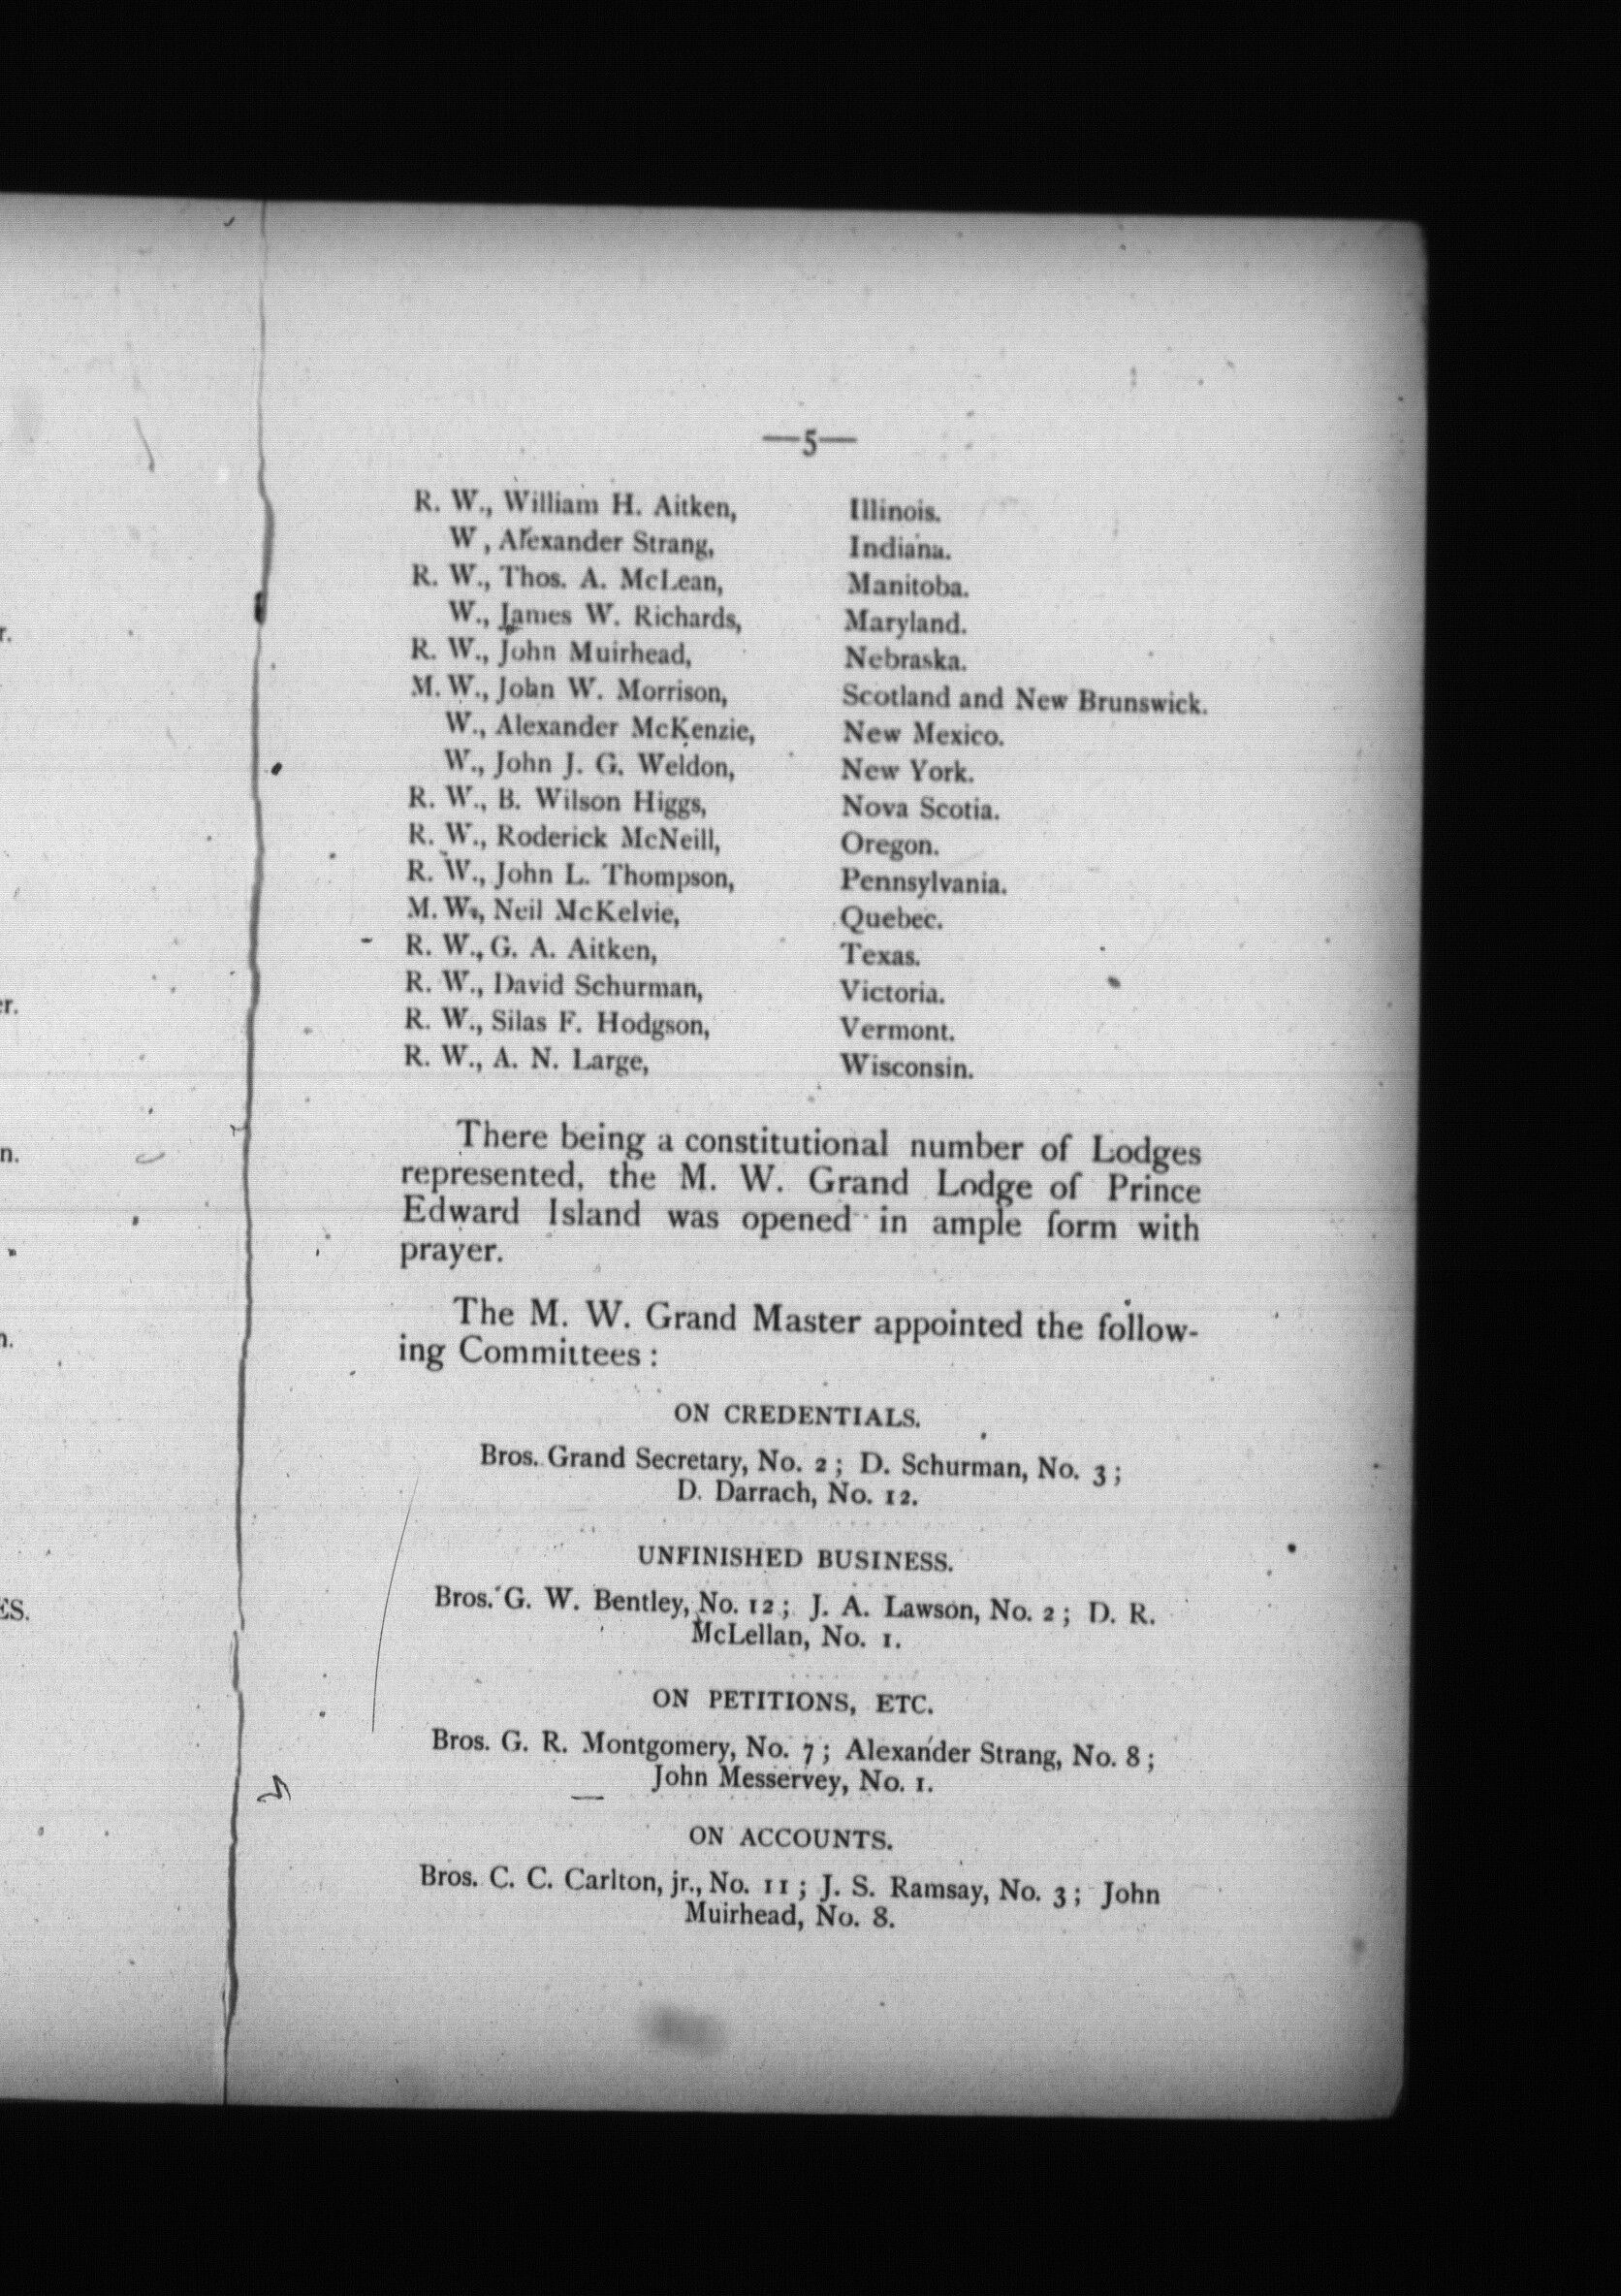 —5—
R. W., William H. Aitken, Illinois.
W , Alexander Strang, Indiana.
R. W., Thos. A. McLean, Manitoba.
W., James W. Richards, Maryland.
R. W., John Muirhead, Nebraska.
M. W., John W. Morrison, Scotland and New Brunswick.
W., Alexander McKenzie, New Mexico.
W., John J. G. Weldon, New York.
R. W., B. Wilson Higgs, Nova Scotia.
R. W., Roderick McNeill, Oregon.
R. W., John L. Thompson, Pennsylvania.
M. W., Neil McKelvie, Quebec.
R. W., G. A. Aitken, Texas.
R. W., David Schurman, Victoria.
R. W., Silas F. Hodgson, Vermont.
R. W., A. N. Large, Wisconsin.
There being a constitutional number of Lodges
represented, the M. W. Grand Lodge of Prince
Edward Island was opened in ample form with
prayer.
The M. W. Grand Master appointed the follow-
ing Committees :
ON CREDENTIALS.
Bros. Grand Secretary, No. 2 ; D. Schurman, No. 3 ;
D. Darrach, No. 12.
UNFINISHED BUSINESS.
Bros. G. W. Bentley, No. 12 ; J. A. Lawson, No. 2 ; D. R.
McLellan, No. 1.
ON PETITIONS, ETC.
Bros. G. R. Montgomery, No. 7 ; Alexander Strang, No. 8 ;
John Messervey, No. 1.
ON ACCOUNTS.
Bros. C. C. Carlton, jr., No. 11 ; J. S. Ramsay, No. 3 ; John
Muirhead, No. 8.